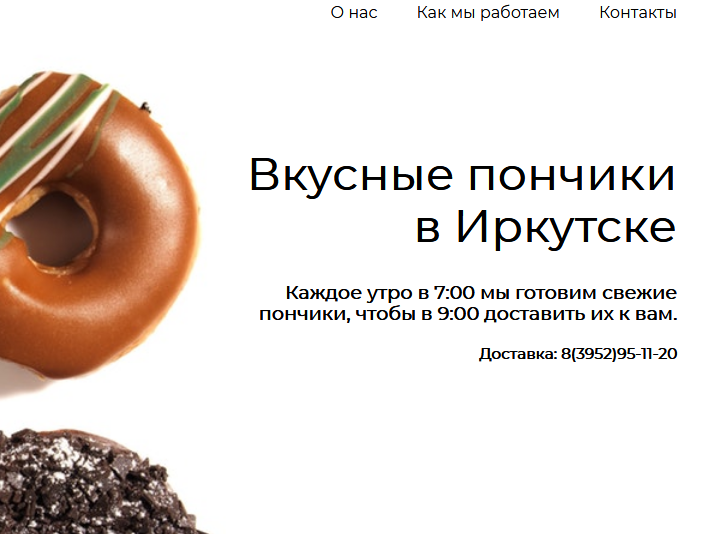 О нас Как мы работаем Контакты
Вкусные пончики
в Иркутске
Каждое утро в 7:00 мы готовим свежие
пончики, чтобы в 9:00 доставить их к вам.
Доставка: 8(3952)95-11-20